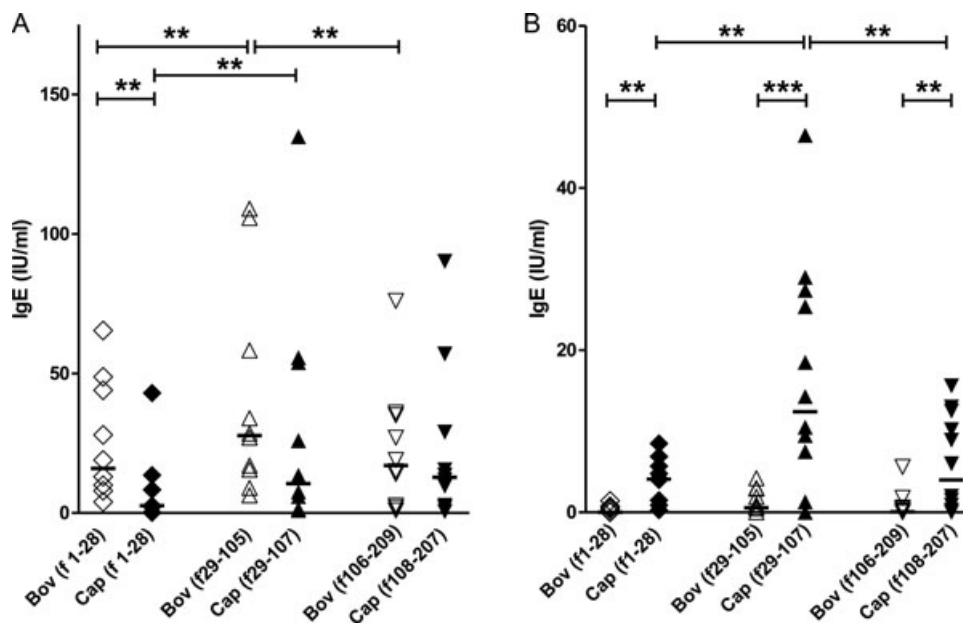 A
**
**
**
**
150
100
50
0
IgE (IU/ml)
Bov (f 1-28)
Cap (f 1-28)
Bov (f29-105)
Cap (f29-107)
Bov (f106-209)
Cap (f108-207)
B
60
**
**
**
***
**
40
20
0
IgE (IU/ml)
Bov (f1-28)
Cap (f1-28)
Bov (f29-105)
Cap (f29-107)
Bov (f106-209)
Cap (f108-207)